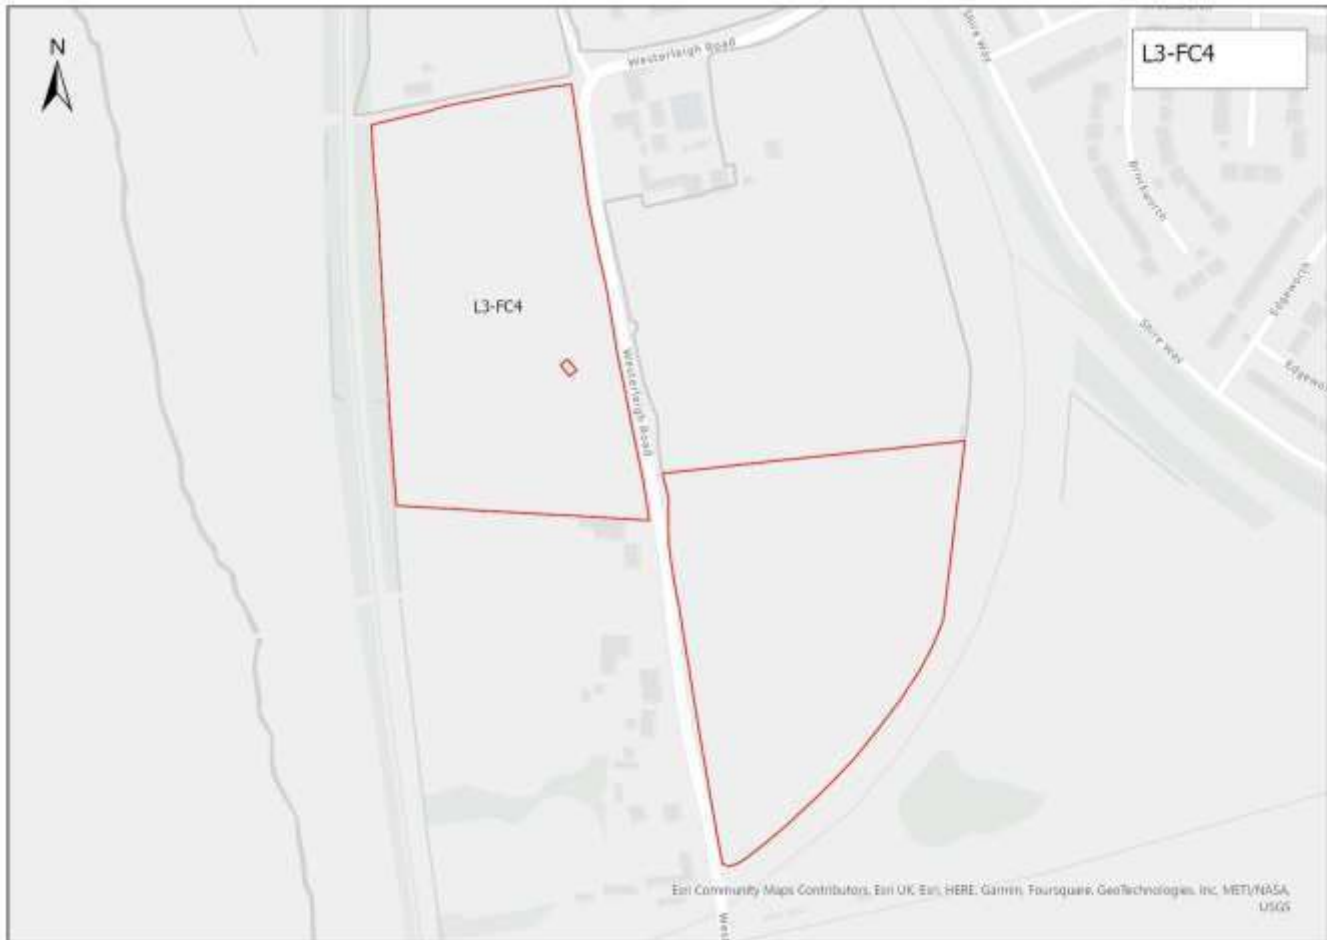 N
L3-FC4
Westerleigh Road
Shire Way
Brockworth
L3-FC4
Edgeworth
Shire Way
Westerleigh Road
Esri Community Maps Contributors, Esri UK, Esri, HERE, Garmin, Foursquare, GeoTechnologies, Inc, METI/NASA,
USGS